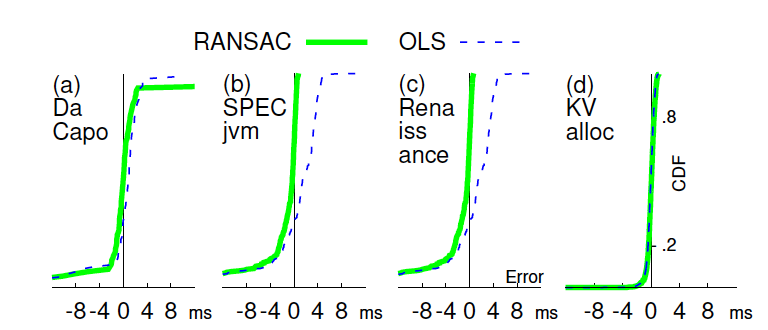 RANSAC OLS
(a)
Da
Capo
(b)
SPEC
jvm
(c)
Rena
iss
ance
(d)
KV
alloc
.8
CDF
.2
Error
-8 -4 0 4 8 ms
-8 -4 0 4 8 ms
-8 -4 0 4 8 ms
-8 -4 0 4 8 ms